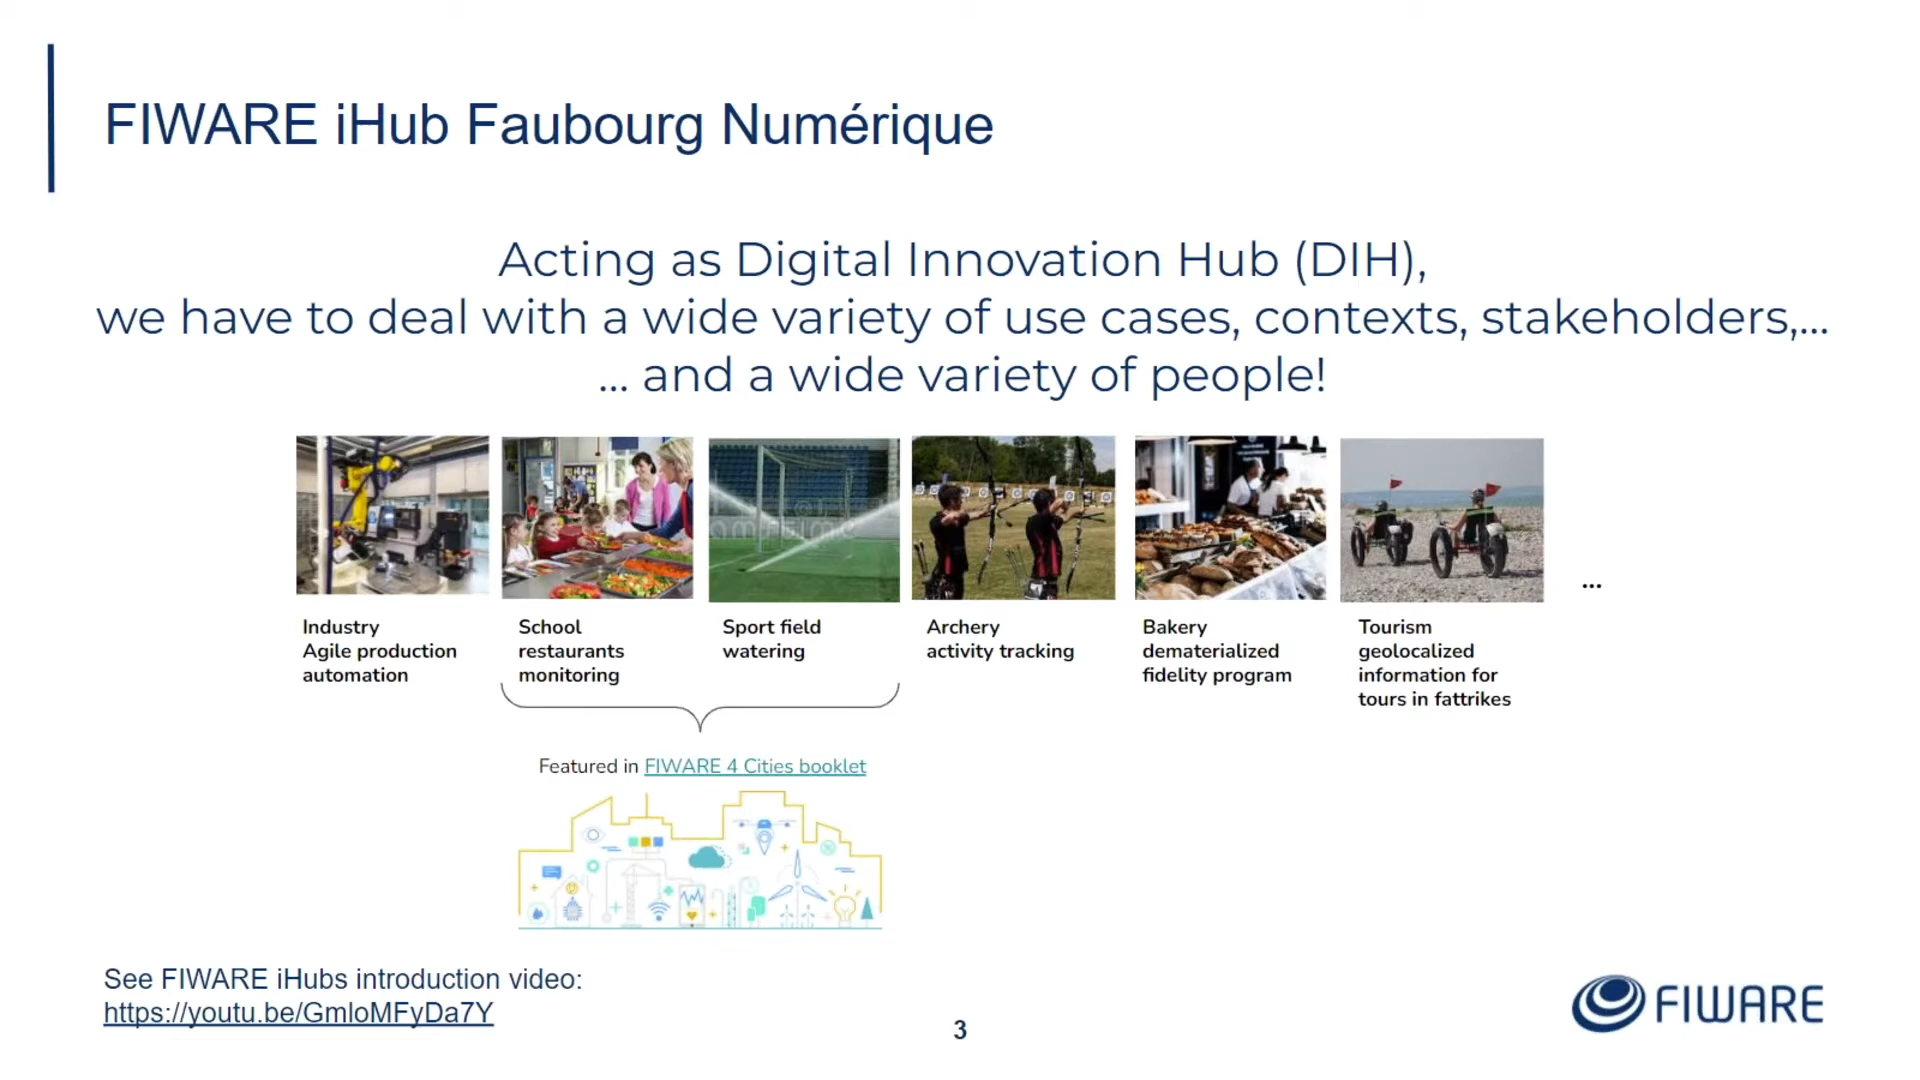 FIWARE iHub Faubourg Numérique
Acting as Digital Innovation Hub (DIH),
we have to deal with a wide variety of use cases, contexts, stakeholders,...
... and a wide variety of people!
Industry
Agile production
automation
School
restaurants
monitoring
Sport field
watering
Archery
activity tracking
Bakery
dematerialized
fidelity program
Tourism
geolocalized
information for
tours in fattrikes
...
Featured in FIWARE 4 Cities booklet
See FIWARE iHubs introduction video:
https://youtu.be/GmloMFyDa7Y
3
FIWARE